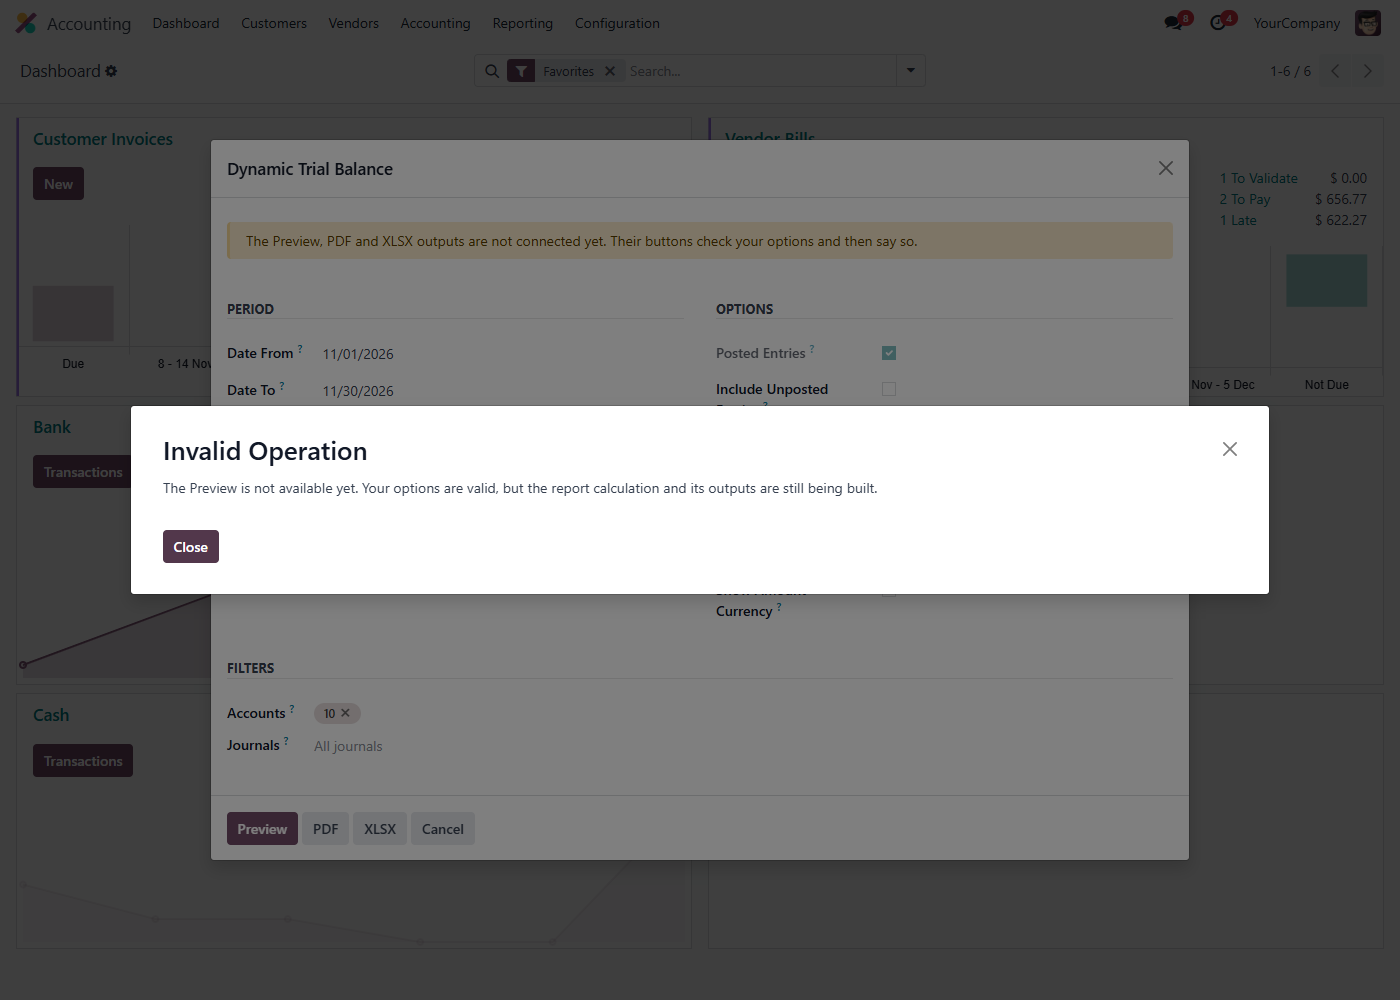 Accounting Dashboard Customers Vendors Accounting Reporting Configuration 8 4 YourCompany
Dashboard Favorites Search... 1-6 / 6
Customer Invoices
New
Due 8 - 14 Nov
Vendor Bills
1 To Validate $ 0.00
2 To Pay $ 656.77
1 Late $ 622.27
Nov - 5 Dec Not Due
Bank
Transactions
Cash
Transactions
Dynamic Trial Balance
The Preview, PDF and XLSX outputs are not connected yet. Their buttons check your options and then say so.
PERIOD
Date From ? 11/01/2026
Date To ? 11/30/2026
OPTIONS
Posted Entries ?
Include Unposted
Invalid Operation
The Preview is not available yet. Your options are valid, but the report calculation and its outputs are still being built.
Close
Currency ?
FILTERS
Accounts ? 10
Journals ? All journals
Preview PDF XLSX Cancel